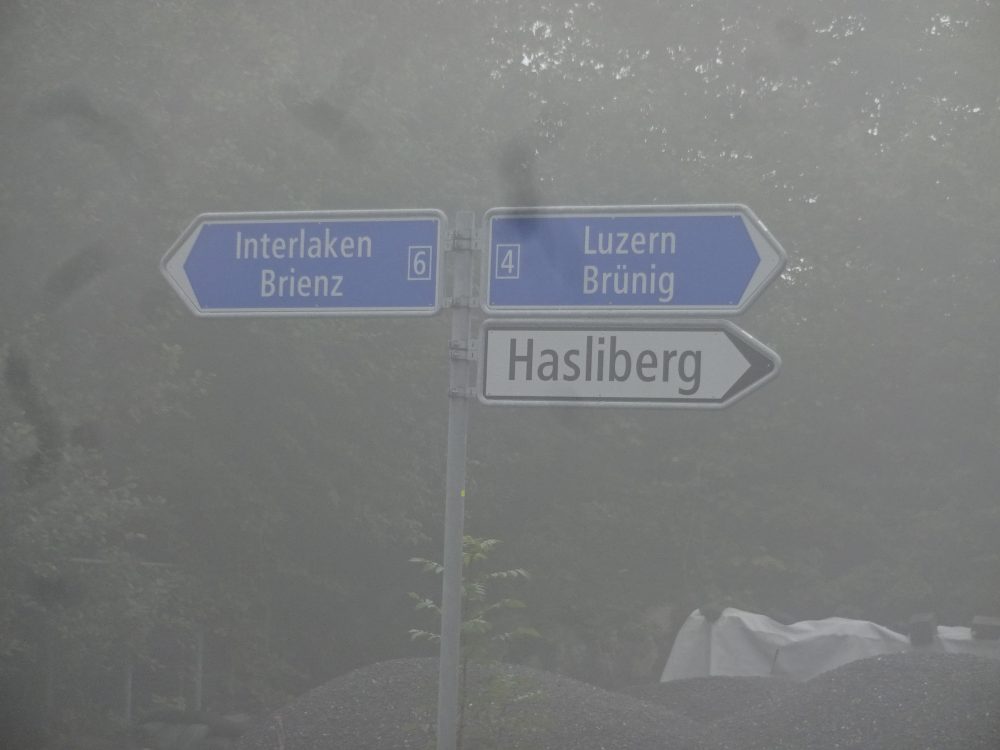 Interlaken
Brienz
6
4
Luzern
Brünig
Hasliberg